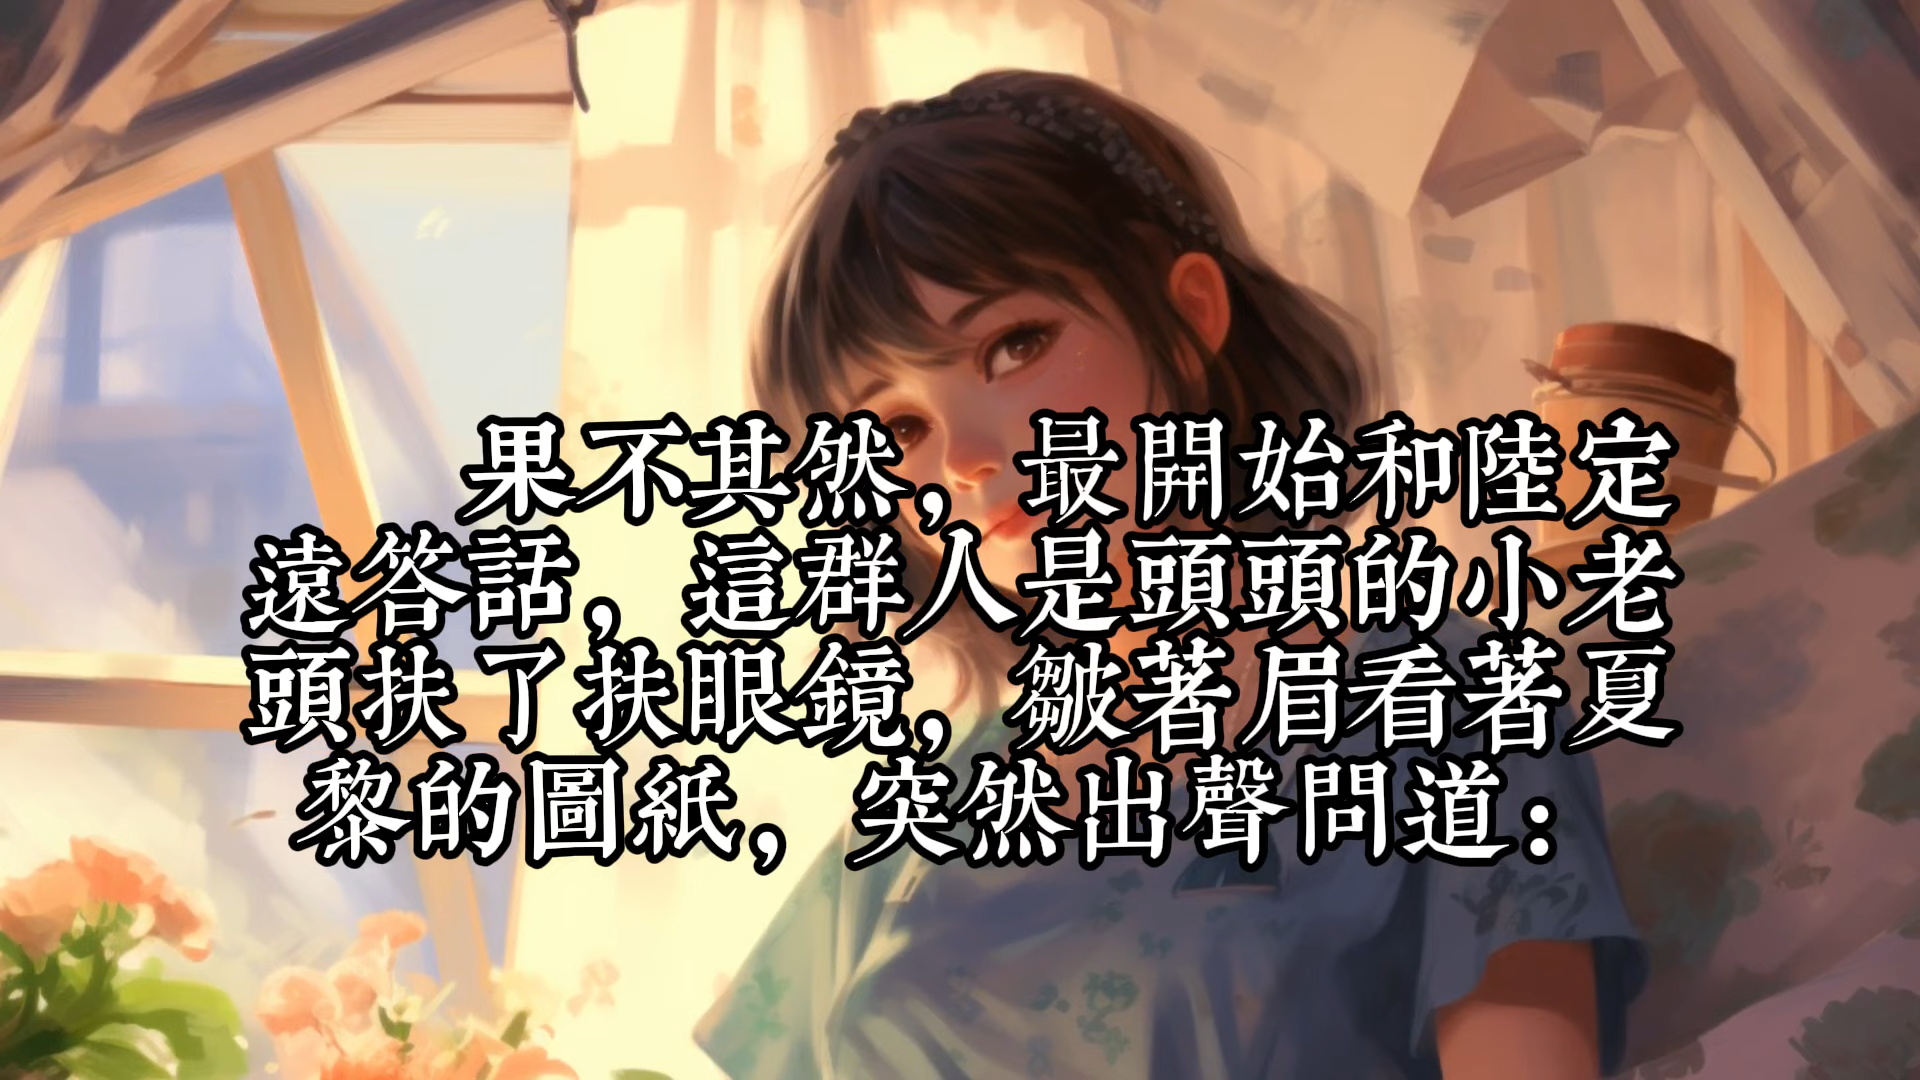 果不其然，最開始和陸定
遠答話，這群人是頭頭的小老
頭扶了扶眼鏡，皺著眉看著夏
黎的圖紙，突然出聲問道：